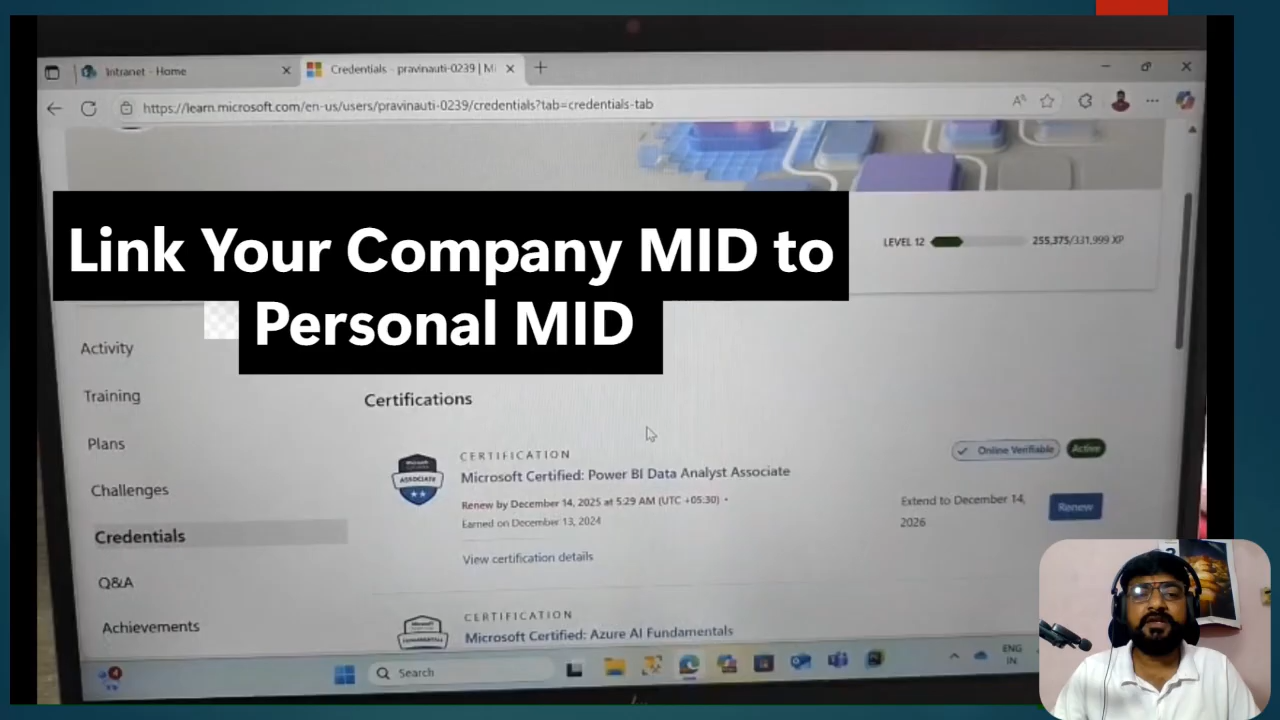 Intranet - Home
Credentials - pravinauti-0239 | Mi
https://learn.microsoft.com/en-us/users/pravinauti-0239/credentials?tab=credentials-tab
Link Your Company MID to
Personal MID
LEVEL 12
255,375/331,999 XP
Activity
Training
Plans
Challenges
Credentials
Q&A
Achievements
Certifications
ASSOCIATE
CERTIFICATION
Microsoft Certified: Power BI Data Analyst Associate
Renew by December 14, 2025 at 5:29 AM (UTC +05:30) •
Earned on December 13, 2024
View certification details
Online Verifiable
Active
Extend to December 14,
2026
Renew
CERTIFICATION
Microsoft Certified: Azure AI Fundamentals
Search
ENG
IN